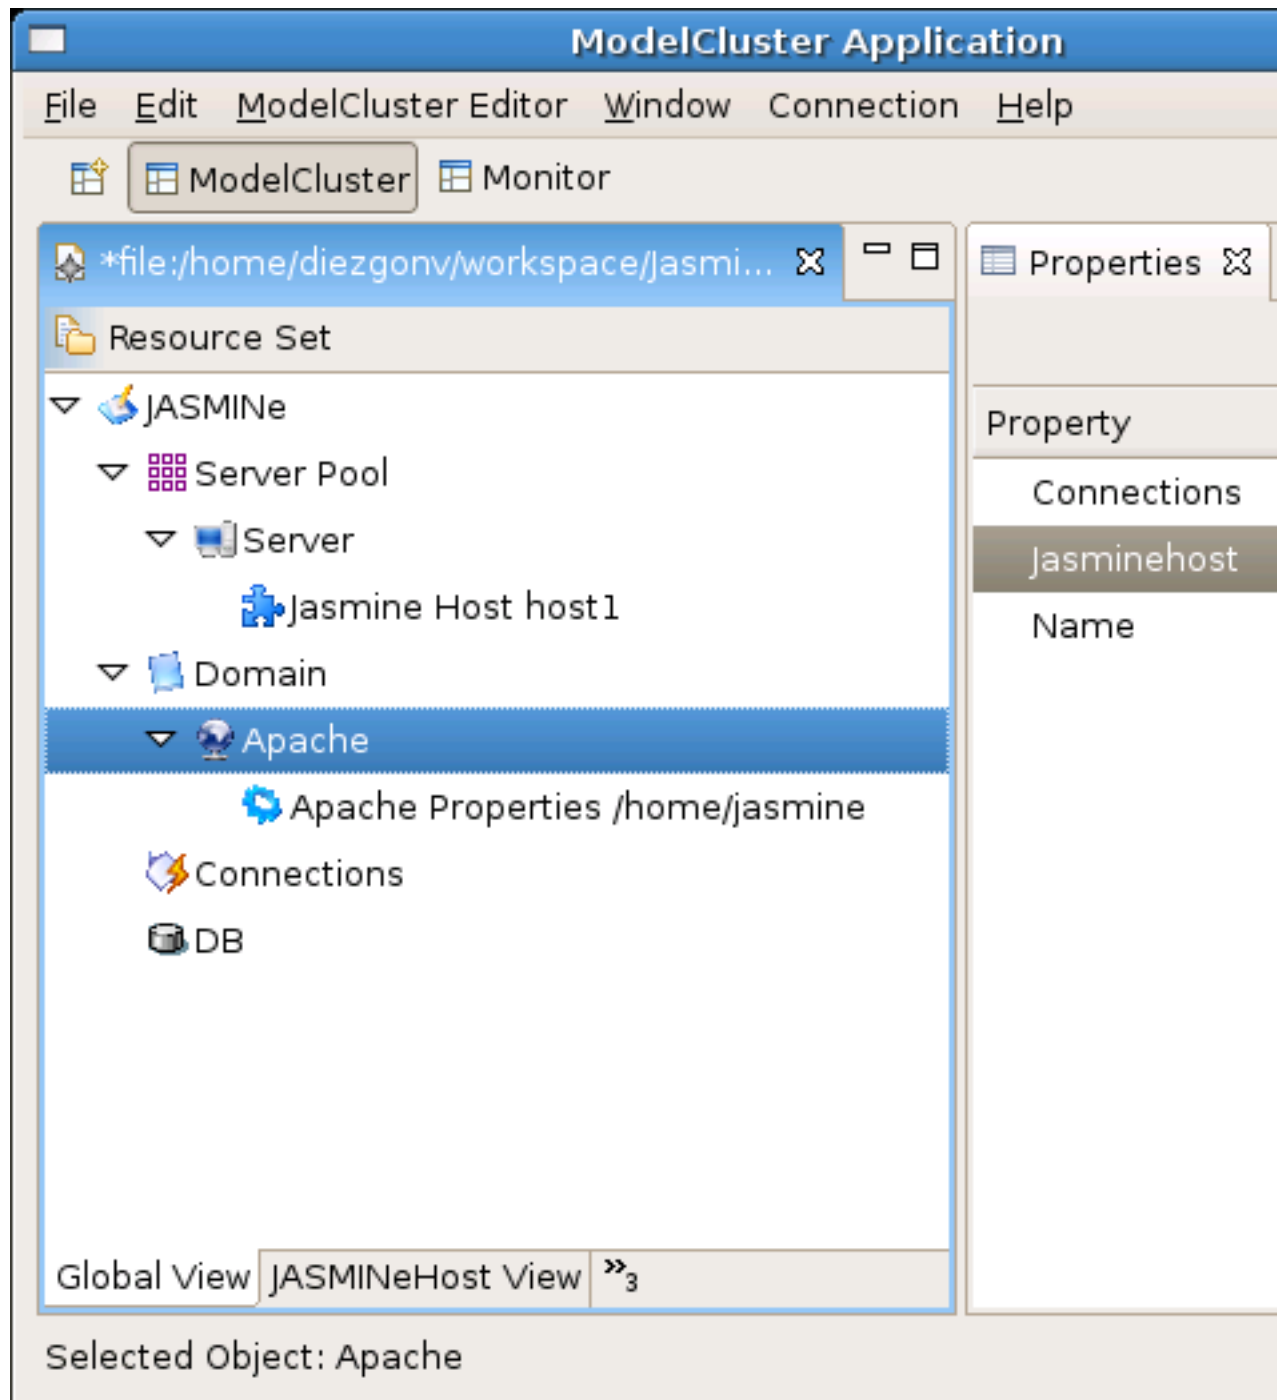 ModelCluster Application
File Edit ModelCluster Editor Window Connection Help
ModelCluster Monitor
*file:/home/diezgonv/workspace/Jasmi... Properties
Resource Set
JASMINe
Property
Server Pool
Connections
Server
Jasminehost
Jasmine Host host1
Name
Domain
Apache
Apache Properties /home/jasmine
Connections
DB
Global View JASMINeHost View »3
Selected Object: Apache